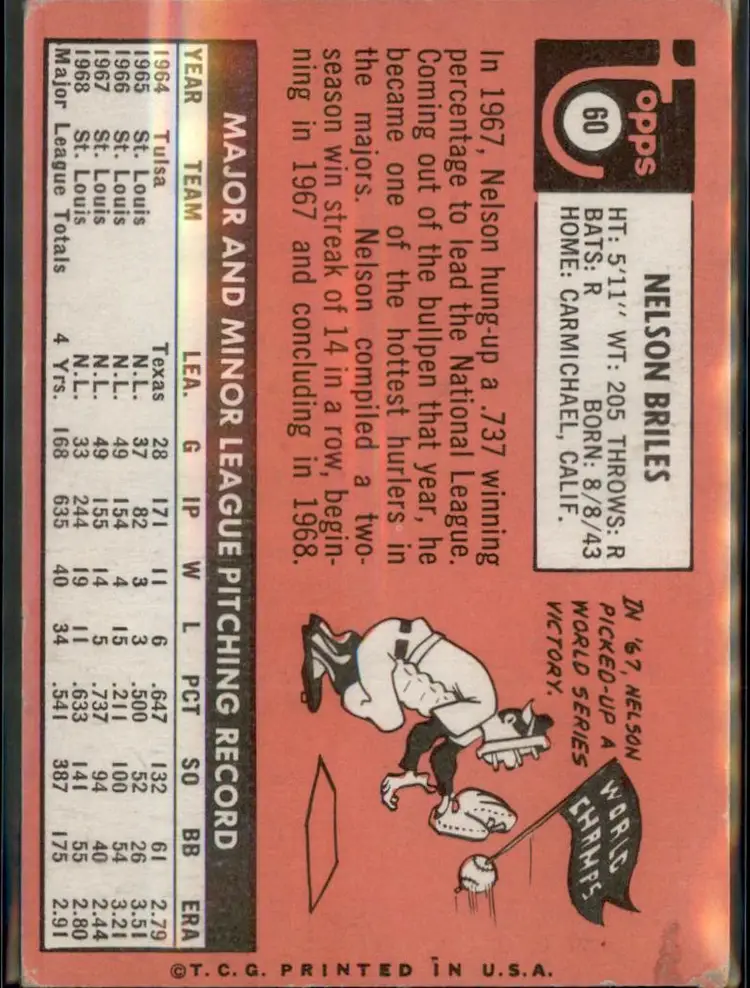 Topps
60
NELSON BRILES
HT: 5'11" WT: 205 THROWS: R
BATS: R BORN: 8/8/43
HOME: CARMICHAEL, CALIF.
In 1967, Nelson hung-up a .737 winning
percentage to lead the National League.
Coming out of the bullpen that year, he
became one of the hottest hurlers in
the majors. Nelson compiled a two-
season win streak of 14 in a row, begin-
ning in 1967 and concluding in 1968.
IN '67, NELSON
PICKED-UP A
WORLD SERIES
VICTORY.
WORLD
CHAMPS
MAJOR AND MINOR LEAGUE PITCHING RECORD
YEAR TEAM LEA. G IP W L PCT SO BB ERA
1964 Tulsa Texas 28 171 11 6 .647 132 61 2.79
1965 St. Louis N.L. 37 82 3 3 .500 52 26 3.51
1966 St. Louis N.L. 49 154 4 15 .211 100 54 3.21
1967 St. Louis N.L. 49 155 14 5 .737 94 40 2.44
1968 St. Louis N.L. 33 244 19 11 .633 141 55 2.80
Major League Totals 4 Yrs. 168 635 40 34 .541 387 175 2.91
©T.C.G. PRINTED IN U.S.A.